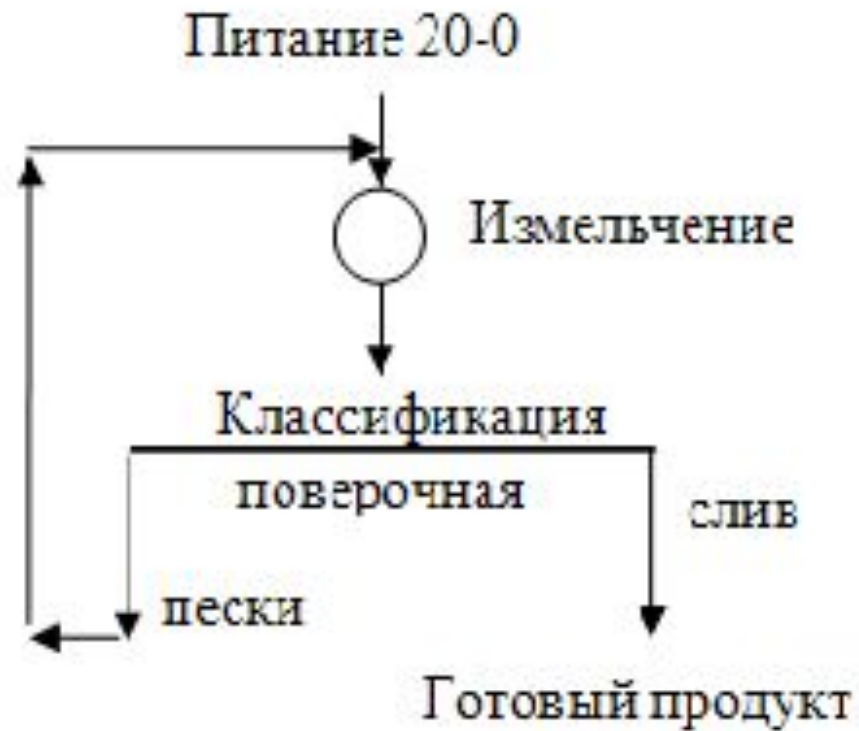 Питание 20-0
Измельчение
Классификация
поверочная
слив
пески
Готовый продукт